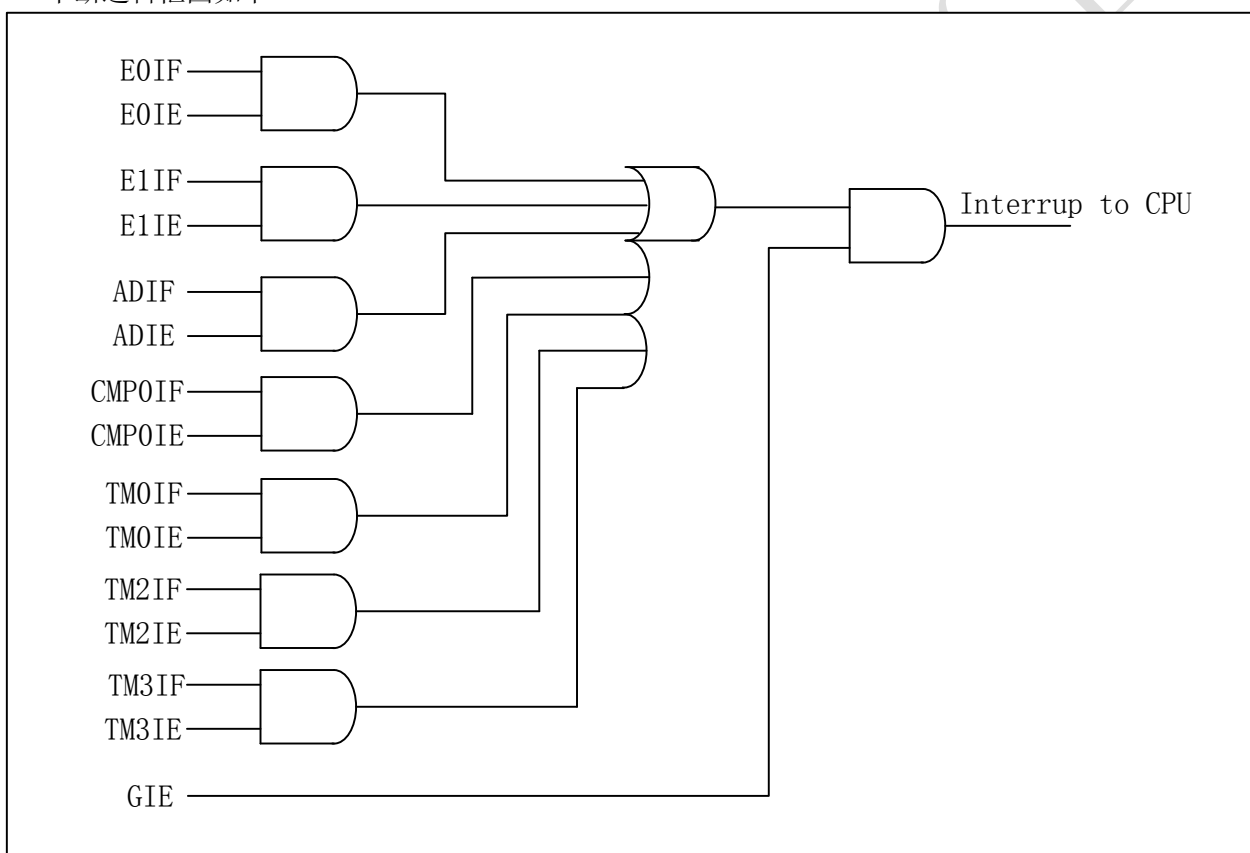 E0IF
E0IE
E1IF
E1IE
ADIF
ADIE
CMP0IF
CMP0IE
TM0IF
TM0IE
TM2IF
TM2IE
TM3IF
TM3IE
GIE
Interrup to CPU